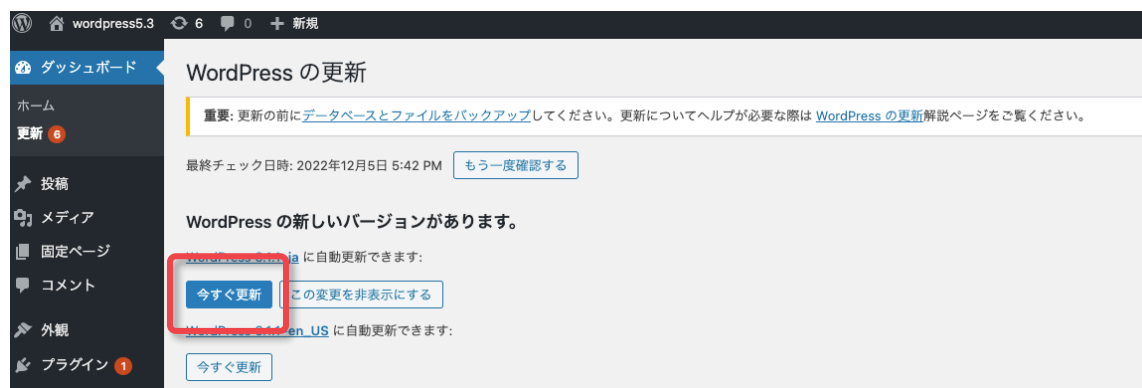 wordpress5.3 6 0 + 新規
ダッシュボード
ホーム
更新 6
投稿
メディア
固定ページ
コメント
外観
プラグイン 1
WordPress の更新
重要: 更新の前にデータベースとファイルをバックアップしてください。更新についてヘルプが必要な際は WordPress の更新解説ページをご覧ください。
最終チェック日時: 2022年12月5日 5:42 PM もう一度確認する
WordPress の新しいバージョンがあります。
ja に自動更新できます:
今すぐ更新 この変更を非表示にする
en_US に自動更新できます:
今すぐ更新